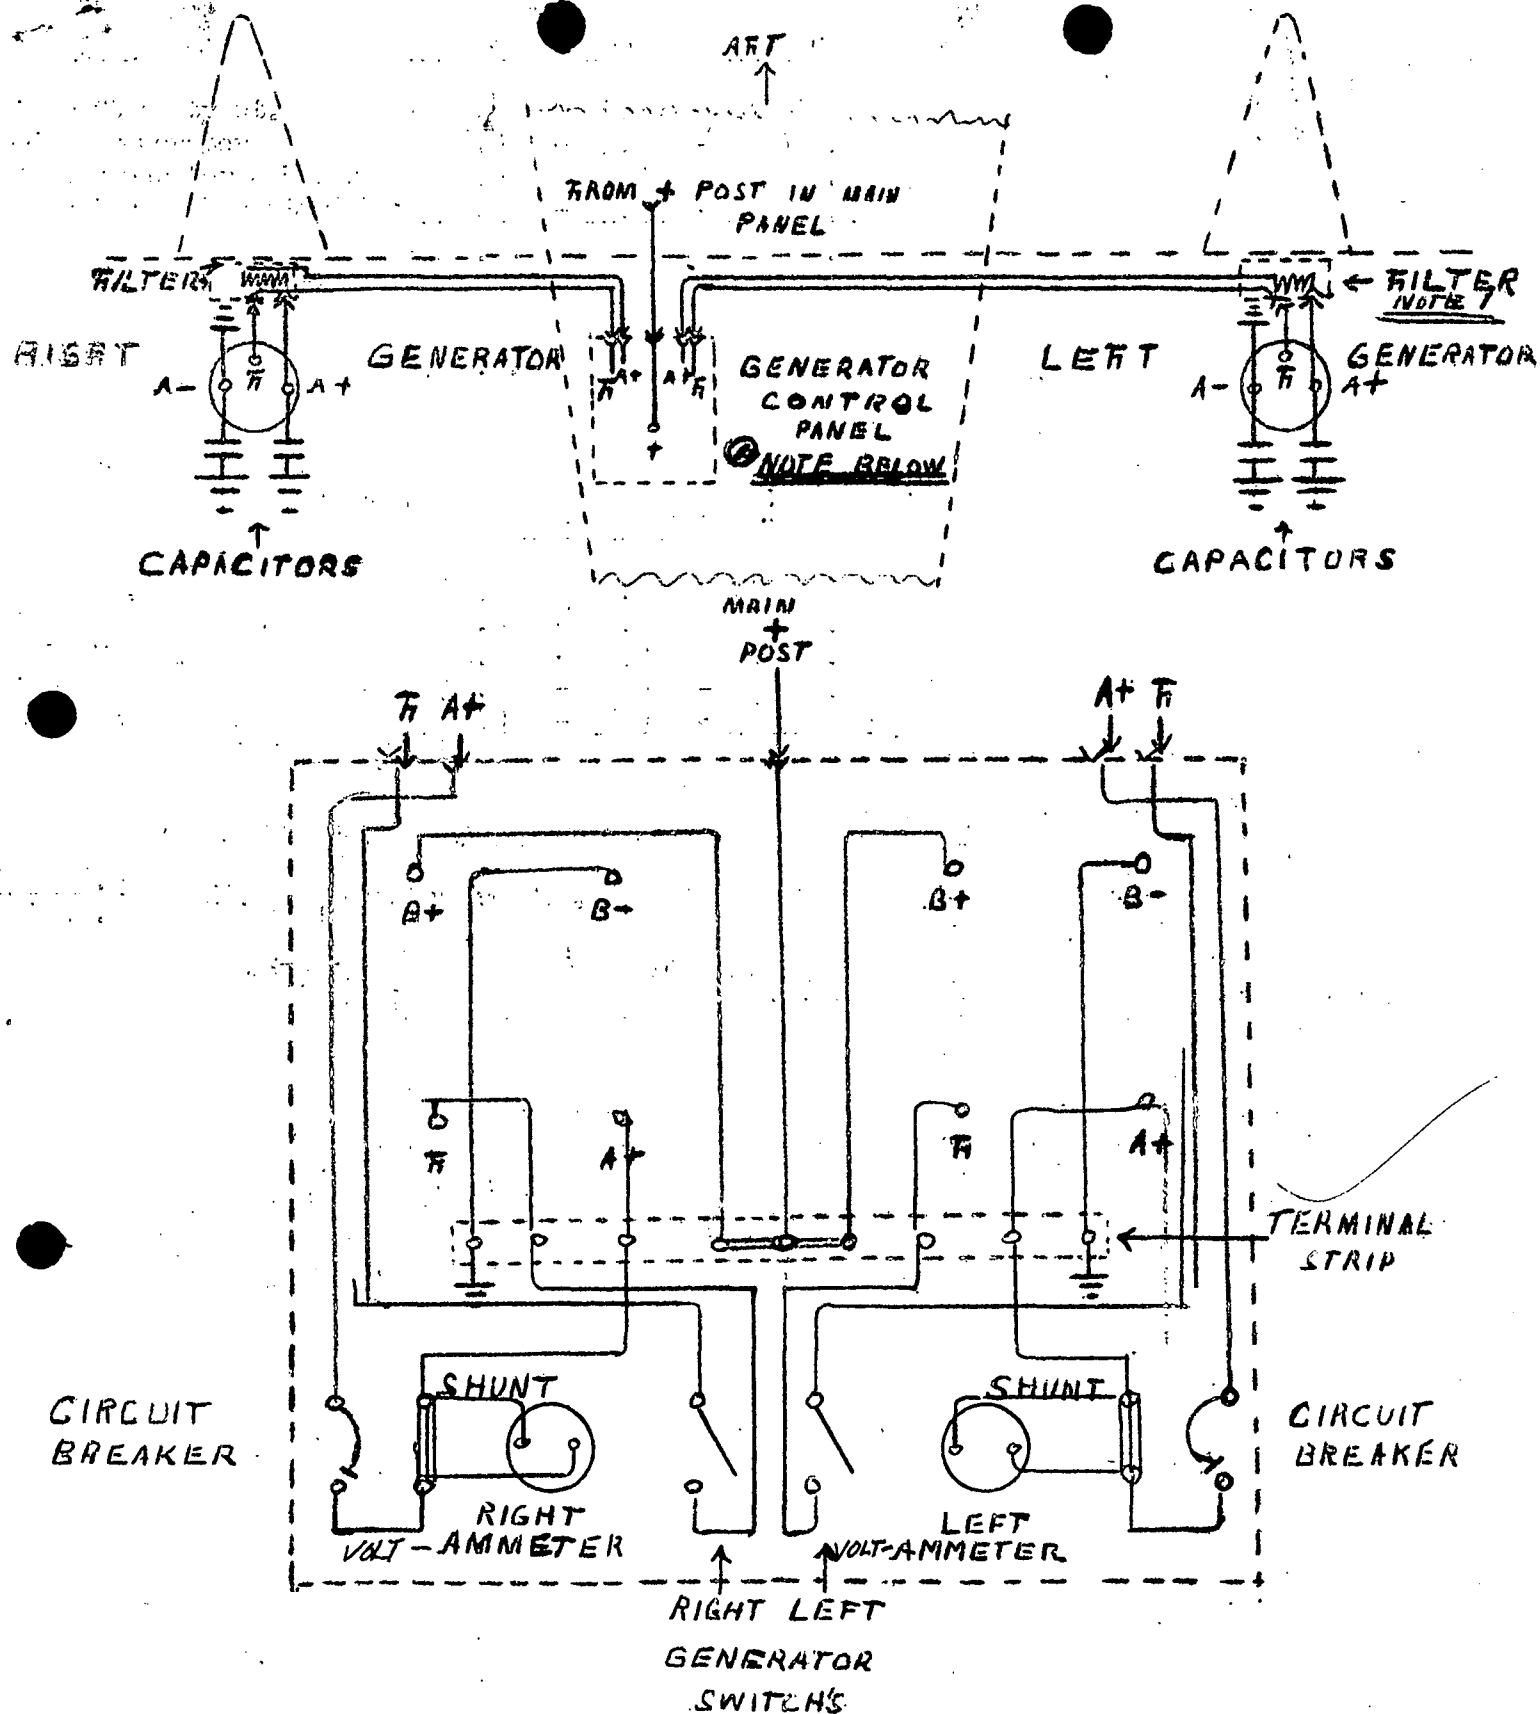 AFT
FROM + POST IN MAIN
PANEL
FILTER
FILTER
NOTE 1
RIGHT GENERATOR
LEFT GENERATOR
A- F A+
F A+ A+ F
+
A- F A+
GENERATOR
CONTROL
PANEL
NOTE BELOW
CAPACITORS
CAPACITORS
MAIN
+
POST
F A+
A+ F
B+ B- B+ B-
F A+ F A+
TERMINAL
STRIP
CIRCUIT
BREAKER
SHUNT
SHUNT
CIRCUIT
BREAKER
RIGHT
VOLT-AMMETER
LEFT
VOLT-AMMETER
RIGHT LEFT
GENERATOR
SWITCH'S